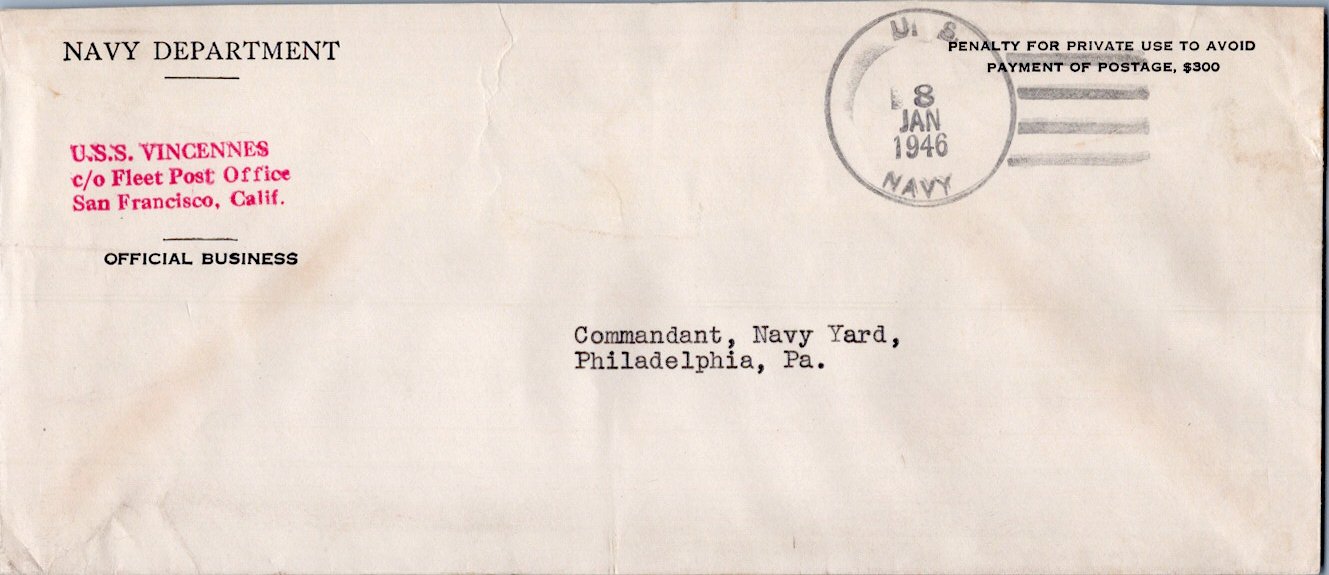 NAVY DEPARTMENT
U.S.S. VINCENNES
c/o Fleet Post Office
San Francisco, Calif.
OFFICIAL BUSINESS
U. S.
8
JAN
1946
NAVY
PENALTY FOR PRIVATE USE TO AVOID
PAYMENT OF POSTAGE, $300
Commandant, Navy Yard,
Philadelphia, Pa.